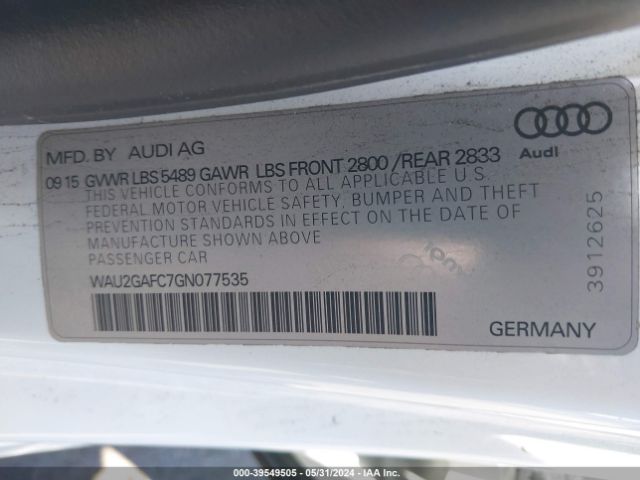 MFD. BY AUDI AG
Audi
09 15 GVWR LBS 5489 GAWR LBS FRONT 2800 /REAR 2833
THIS VEHICLE CONFORMS TO ALL APPLICABLE U.S.
FEDERAL MOTOR VEHICLE SAFETY, BUMPER AND THEFT
PREVENTION STANDARDS IN EFFECT ON THE DATE OF
MANUFACTURE SHOWN ABOVE
PASSENGER CAR
WAU2GAFC7GN077535
3912625
GERMANY
000-39549505 - 05/31/2024 - IAA Inc.